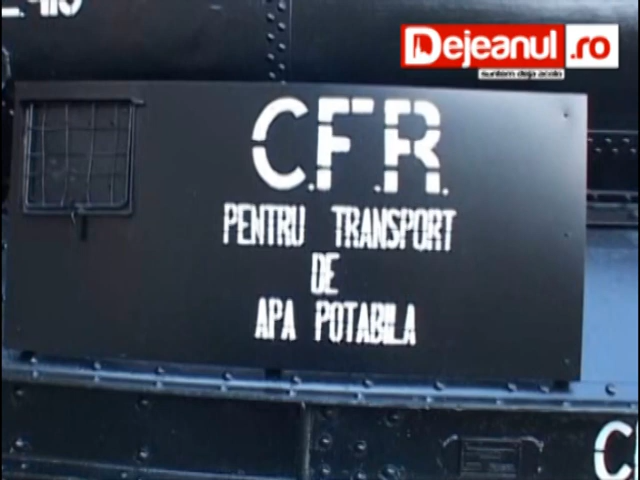 Dejeanul.ro
suntem deja acolo
C.F.R.
PENTRU TRANSPORT
DE
APA POTABILA
C